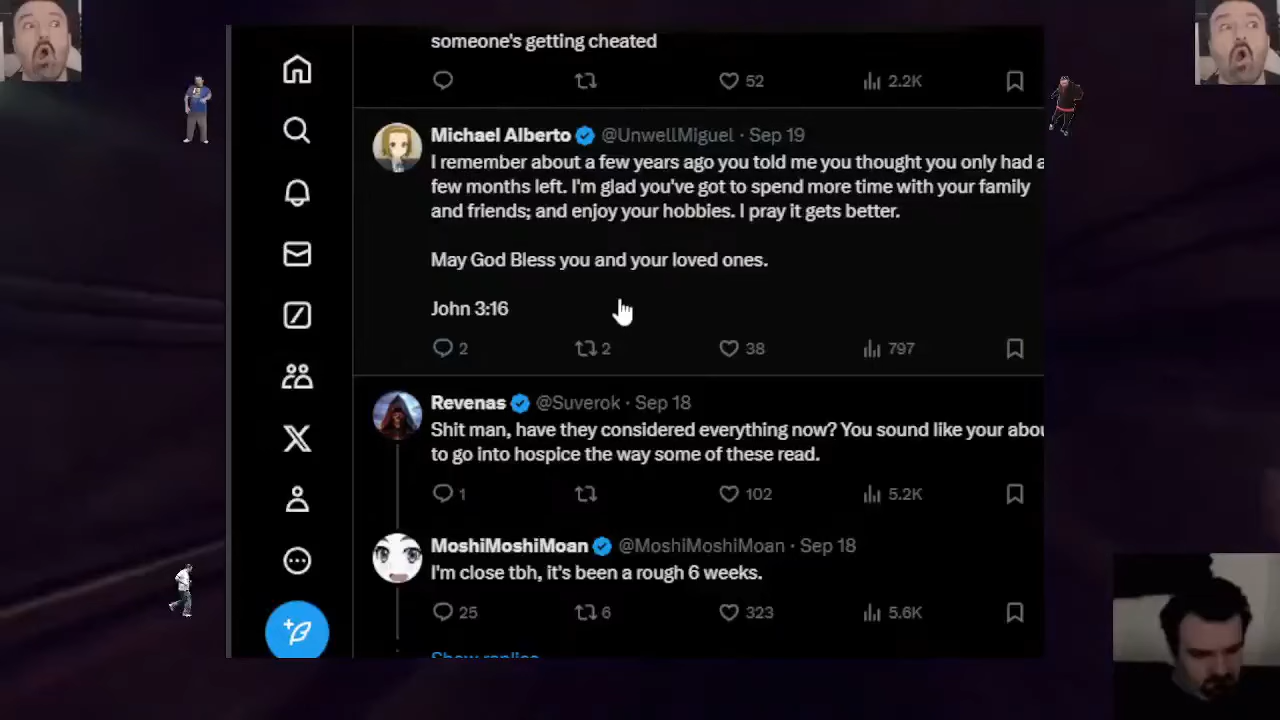 someone's getting cheated
52 2.2K
Michael Alberto @UnwellMiguel · Sep 19
I remember about a few years ago you told me you thought you only had a
few months left. I'm glad you've got to spend more time with your family
and friends; and enjoy your hobbies. I pray it gets better.
May God Bless you and your loved ones.
John 3:16
2 2 38 797
Revenas @Suverok · Sep 18
Shit man, have they considered everything now? You sound like your abou
to go into hospice the way some of these read.
1 102 5.2K
MoshiMoshiMoan @MoshiMoshiMoan · Sep 18
I'm close tbh, it's been a rough 6 weeks.
25 6 323 5.6K
Show replies